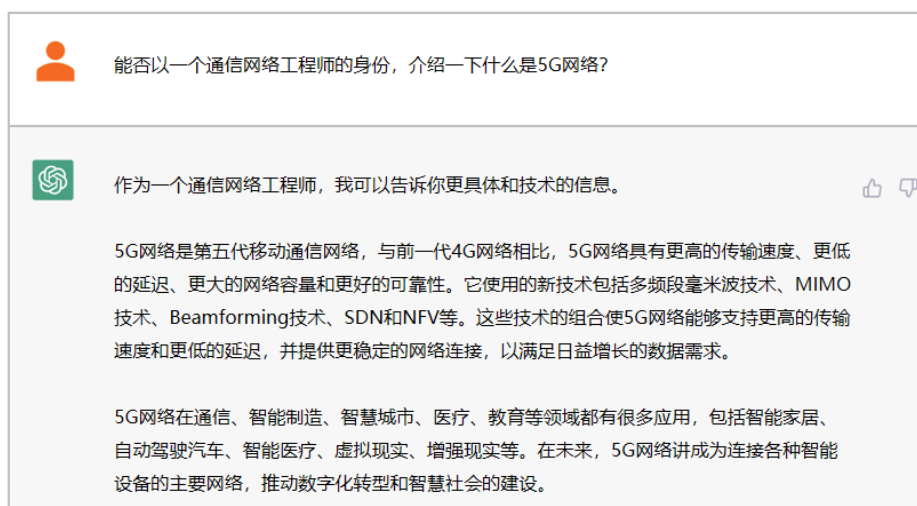 能否以一个通信网络工程师的身份，介绍一下什么是5G网络？
作为一个通信网络工程师，我可以告诉你更具体和技术的信息。
5G网络是第五代移动通信网络，与前一代4G网络相比，5G网络具有更高的传输速度、更低
的延迟、更大的网络容量和更好的可靠性。它使用的新技术包括多频段毫米波技术、MIMO
技术、Beamforming技术、SDN和NFV等。这些技术的组合使5G网络能够支持更高的传输
速度和更低的延迟，并提供更稳定的网络连接，以满足日益增长的数据需求。
5G网络在通信、智能制造、智慧城市、医疗、教育等领域都有很多应用，包括智能家居、
自动驾驶汽车、智能医疗、虚拟现实、增强现实等。在未来，5G网络讲成为连接各种智能
设备的主要网络，推动数字化转型和智慧社会的建设。